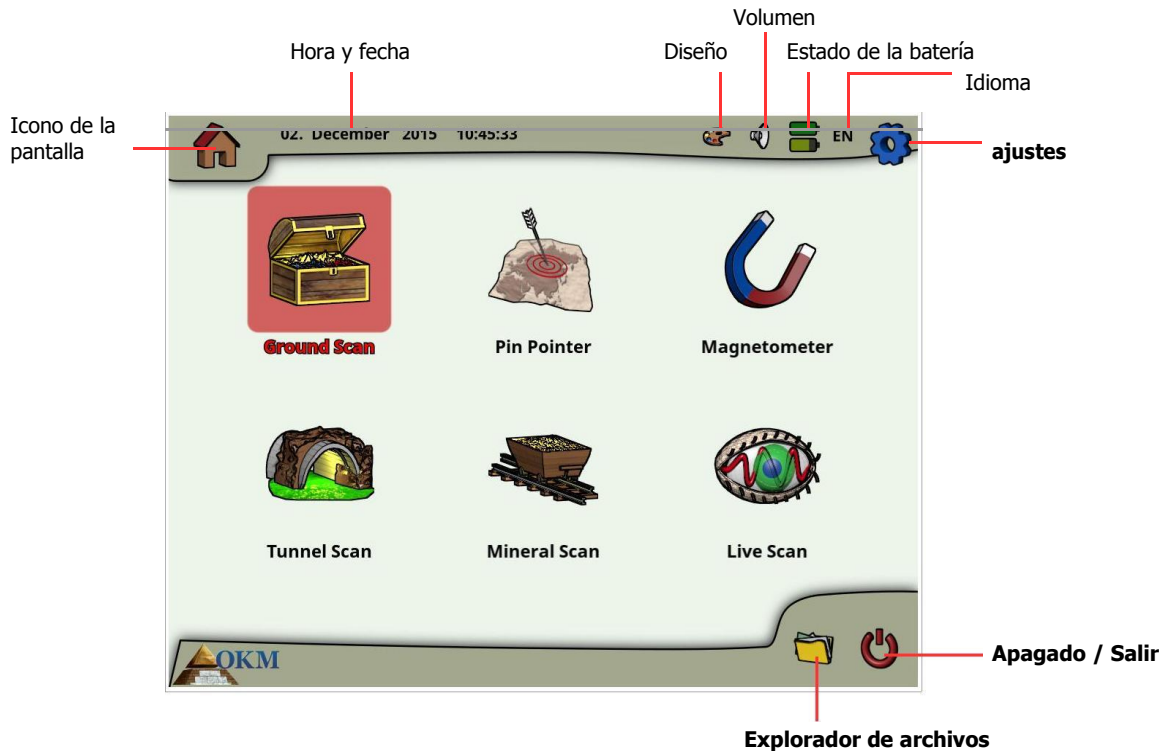 Volumen
Hora y fecha
Diseño
Estado de la batería
Idioma
Icono de la
pantalla
02. December 2015 10:45:33
EN
ajustes
Ground Scan
Pin Pointer
Magnetometer
Tunnel Scan
Mineral Scan
Live Scan
OKM
Apagado / Salir
Explorador de archivos